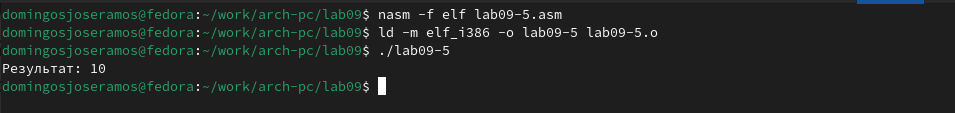 domingosjoseramos@fedora:~/work/arch-pc/lab09$ nasm -f elf lab09-5.asm
domingosjoseramos@fedora:~/work/arch-pc/lab09$ ld -m elf_i386 -o lab09-5 lab09-5.o
domingosjoseramos@fedora:~/work/arch-pc/lab09$ ./lab09-5
Результат: 10
domingosjoseramos@fedora:~/work/arch-pc/lab09$